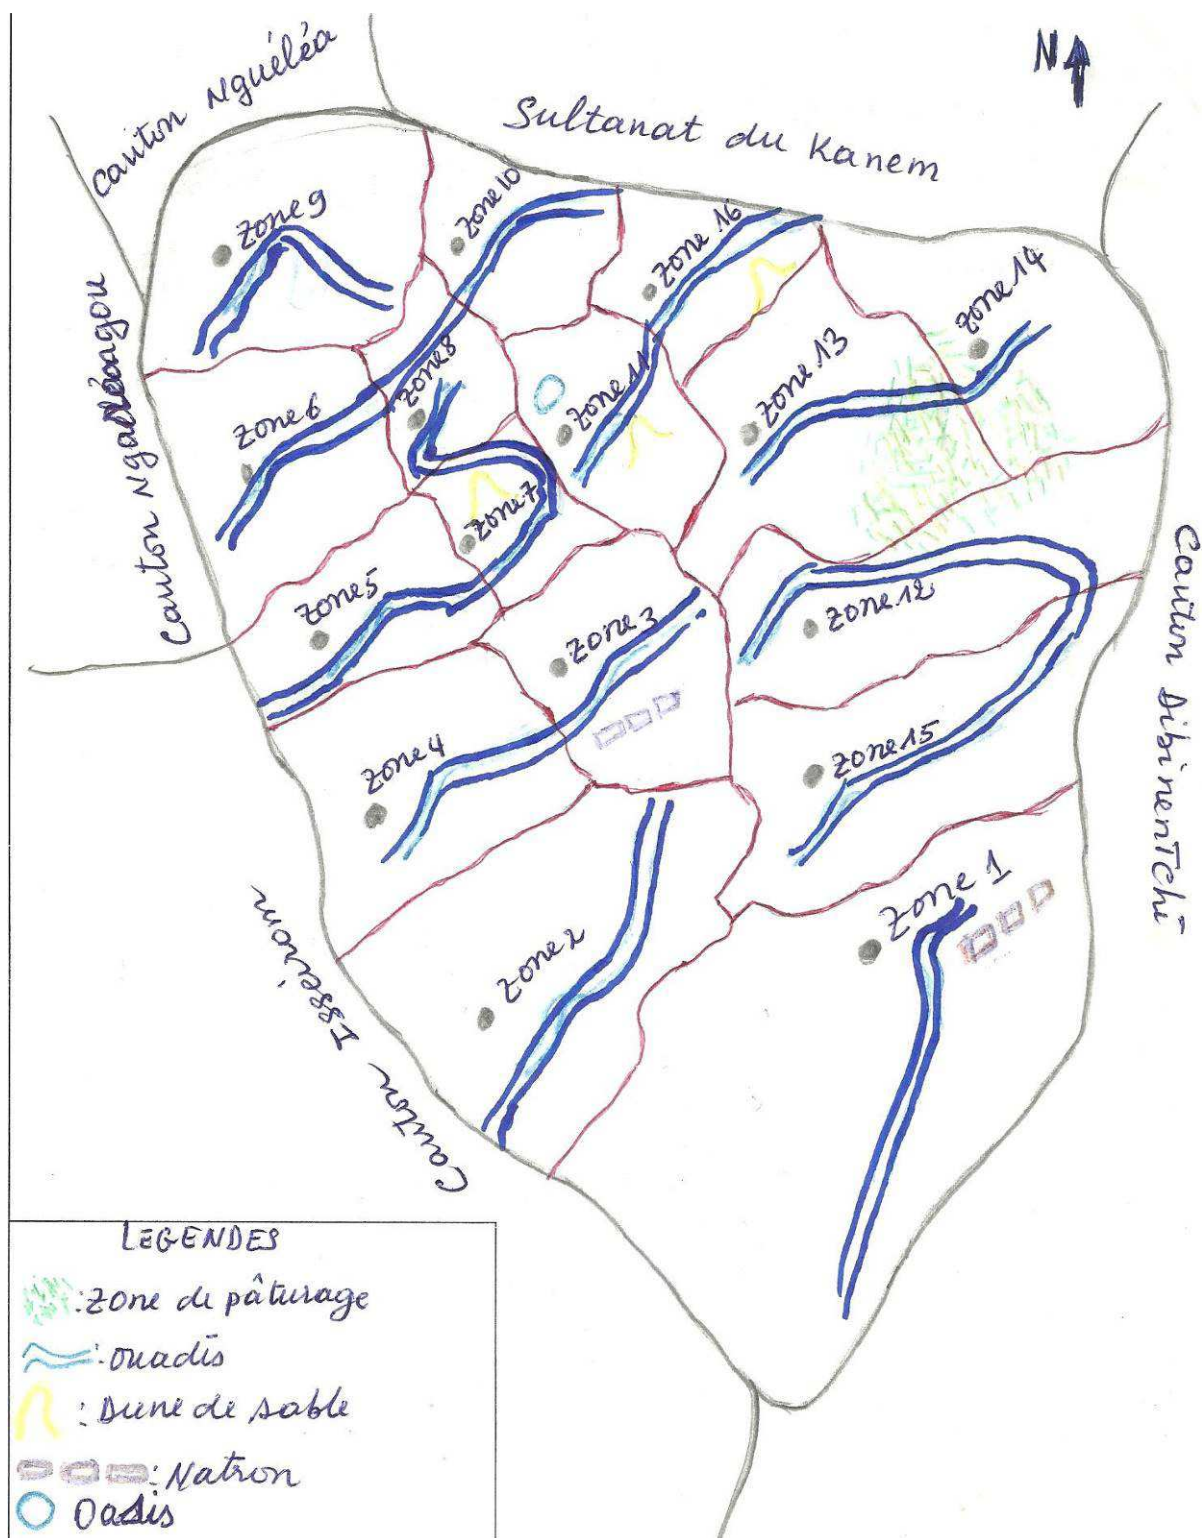 N
Canton Nguéléa
Sultanat du Kanem
Zone 9
Zone 10
Zone 16
Zone 14
Zone 13
Zone 8
Zone 6
Zone 11
Zone 7
Zone 5
Zone 3
Zone 12
Zone 4
Zone 15
Zone 1
Zone 2
Canton
Canton Dibinentchi
Canton Isseirom
LEGENDES
: Zone de pâturage
: Ouadis
: Dune de sable
: Natron
Oasis